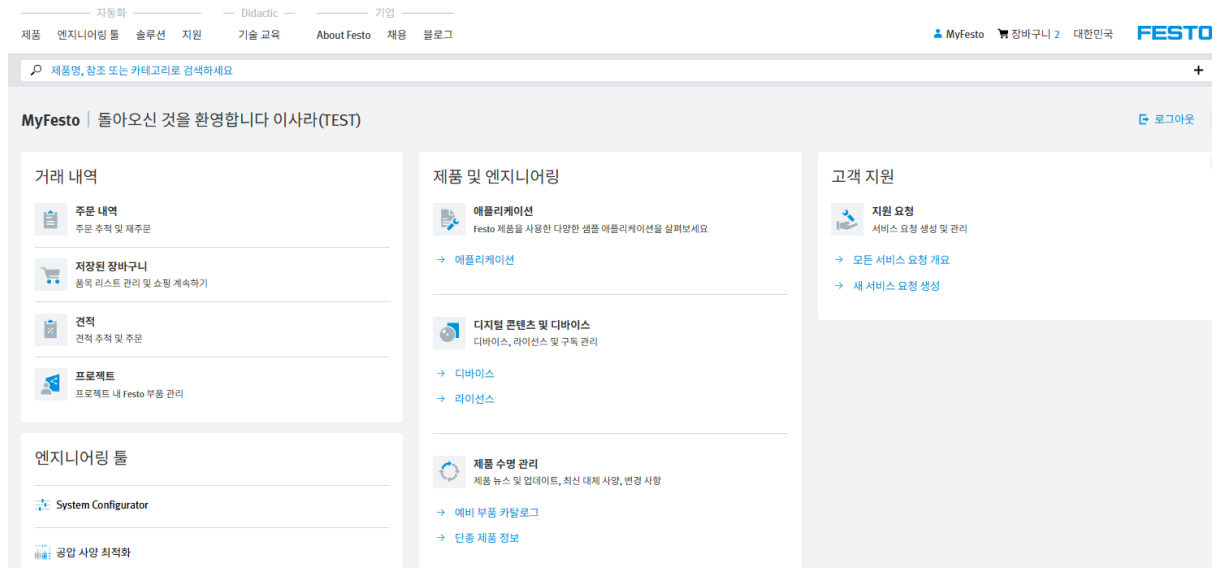 자동화
Didactic
기업
제품 엔지니어링 툴 솔루션 지원 기술 교육 About Festo 채용 블로그
MyFesto 장바구니 2 대한민국 FESTO
제품명, 참조 또는 카테고리로 검색하세요
MyFesto 돌아오신 것을 환영합니다 이사라(TEST)
로그아웃
거래 내역
주문 내역
주문 추적 및 재주문
저장된 장바구니
품목 리스트 관리 및 쇼핑 계속하기
견적
견적 추적 및 주문
프로젝트
프로젝트 내 Festo 부품 관리
엔지니어링 툴
System Configurator
공압 사양 최적화
제품 및 엔지니어링
애플리케이션
Festo 제품을 사용한 다양한 샘플 애플리케이션을 살펴보세요
→ 애플리케이션
디지털 콘텐츠 및 디바이스
디바이스, 라이선스 및 구독 관리
→ 디바이스
→ 라이선스
제품 수명 관리
제품 뉴스 및 업데이트, 최신 대체 사양, 변경 사항
→ 예비 부품 카탈로그
→ 단종 제품 정보
고객 지원
지원 요청
서비스 요청 생성 및 관리
→ 모든 서비스 요청 개요
→ 새 서비스 요청 생성